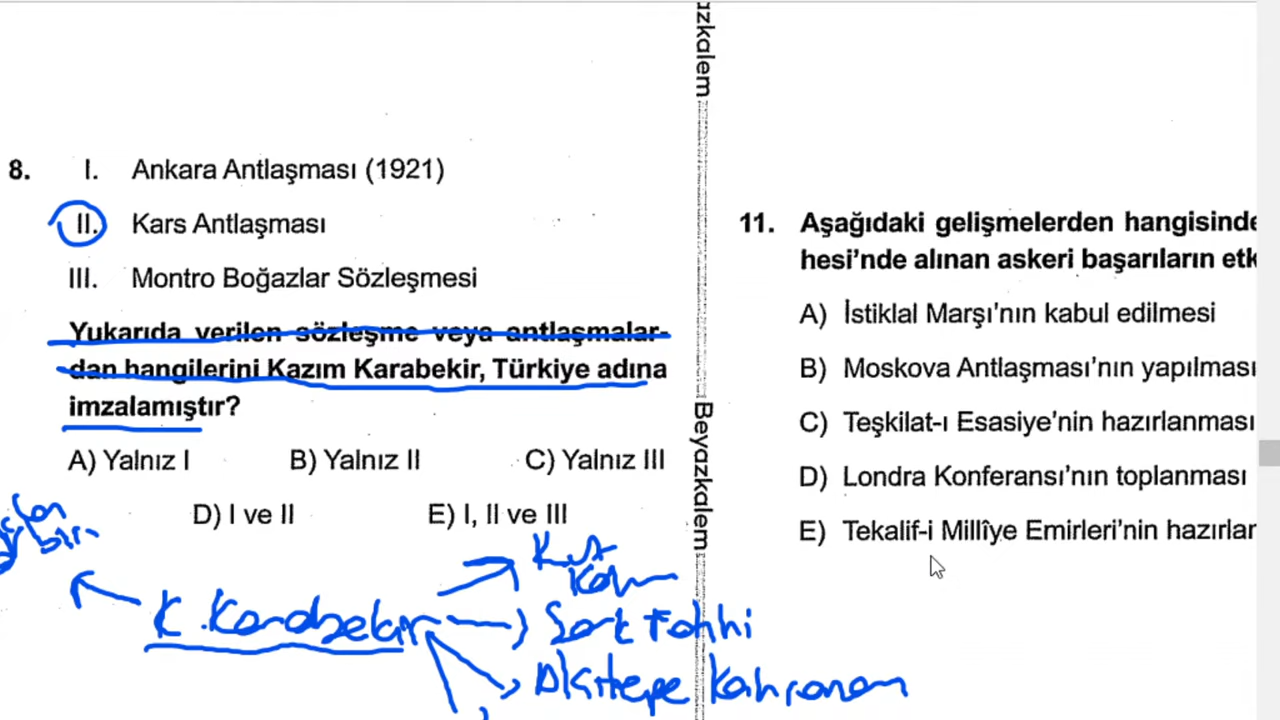 8. I. Ankara Antlaşması (1921)
II. Kars Antlaşması
III. Montro Boğazlar Sözleşmesi
Yukarıda verilen sözleşme veya antlaşmalar-
dan hangilerini Kazım Karabekir, Türkiye adına
imzalamıştır?
A) Yalnız I B) Yalnız II C) Yalnız III
D) I ve II E) I, II ve III
K. Karabekir
Şark Fatihi
Kahramanı
azkalem
Beyazkalem
11. Aşağıdaki gelişmelerden hangisinde
hesi’nde alınan askeri başarıların etk
A) İstiklal Marşı’nın kabul edilmesi
B) Moskova Antlaşması’nın yapılması
C) Teşkilat-ı Esasiye’nin hazırlanması
D) Londra Konferansı’nın toplanması
E) Tekalif-i Millîye Emirleri’nin hazırlar